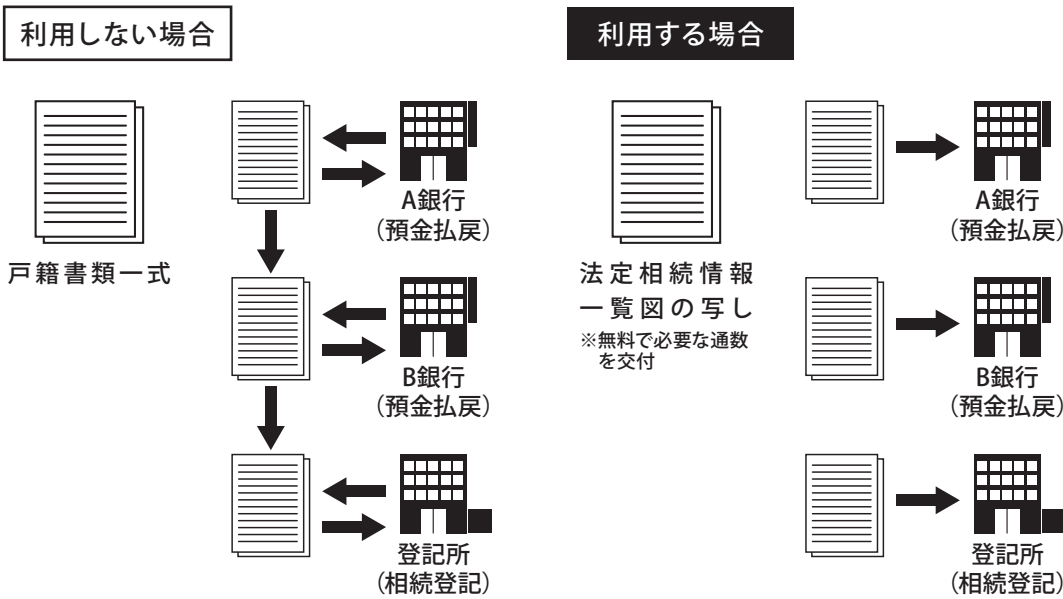 利用しない場合
戸籍書類一式
A銀行
(預金払戻)
B銀行
(預金払戻)
登記所
(相続登記)
利用する場合
法定相続情報
一覧図の写し
※無料で必要な通数
を交付
A銀行
(預金払戻)
B銀行
(預金払戻)
登記所
(相続登記)